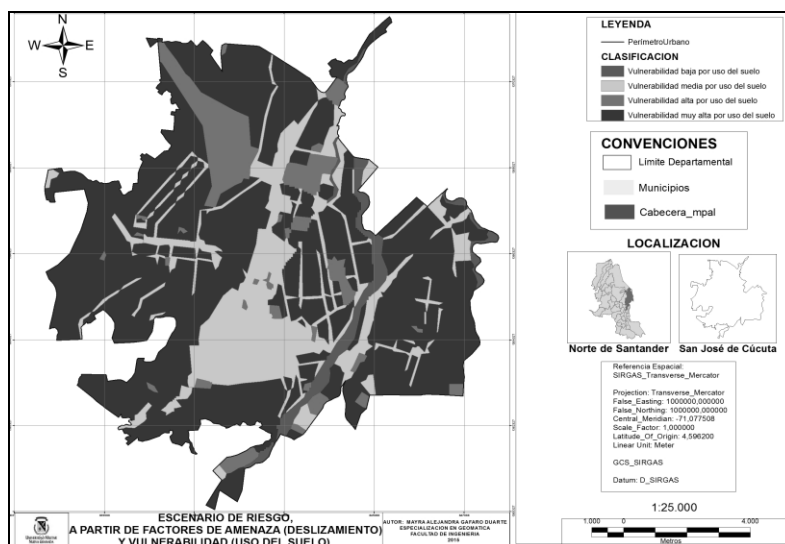 N
W E
S
LEYENDA
PerímetroUrbano
CLASIFICACION
Vulnerabilidad baja por uso del suelo
Vulnerabilidad media por uso del suelo
Vulnerabilidad alta por uso del suelo
Vulnerabilidad muy alta por uso del suelo
CONVENCIONES
Límite Departamental
Municipios
Cabecera_mpal
LOCALIZACION
Norte de Santander
San José de Cúcuta
Referencia Espacial:
SIRGAS_Transverse_Mercator
Projection: Transverse_Mercator
False_Easting: 1000000,000000
False_Northing: 1000000,000000
Central_Meridian: -71,077508
Scale_Factor: 1,000000
Latitude_Of_Origin: 4,596200
Linear Unit: Meter
GCS_SIRGAS
Datum: D_SIRGAS
1:25.000
1.000 0 4.000
Metros
ESCENARIO DE RIESGO,
A PARTIR DE FACTORES DE AMENAZA (DESLIZAMIENTO)
Y VULNERABILIDAD (USO DEL SUELO)
AUTOR: MAYRA ALEJANDRA GAFARO DUARTE
ESPECIALIZACION EN GEOMATICA
FACULTAD DE INGENIERIA
2016